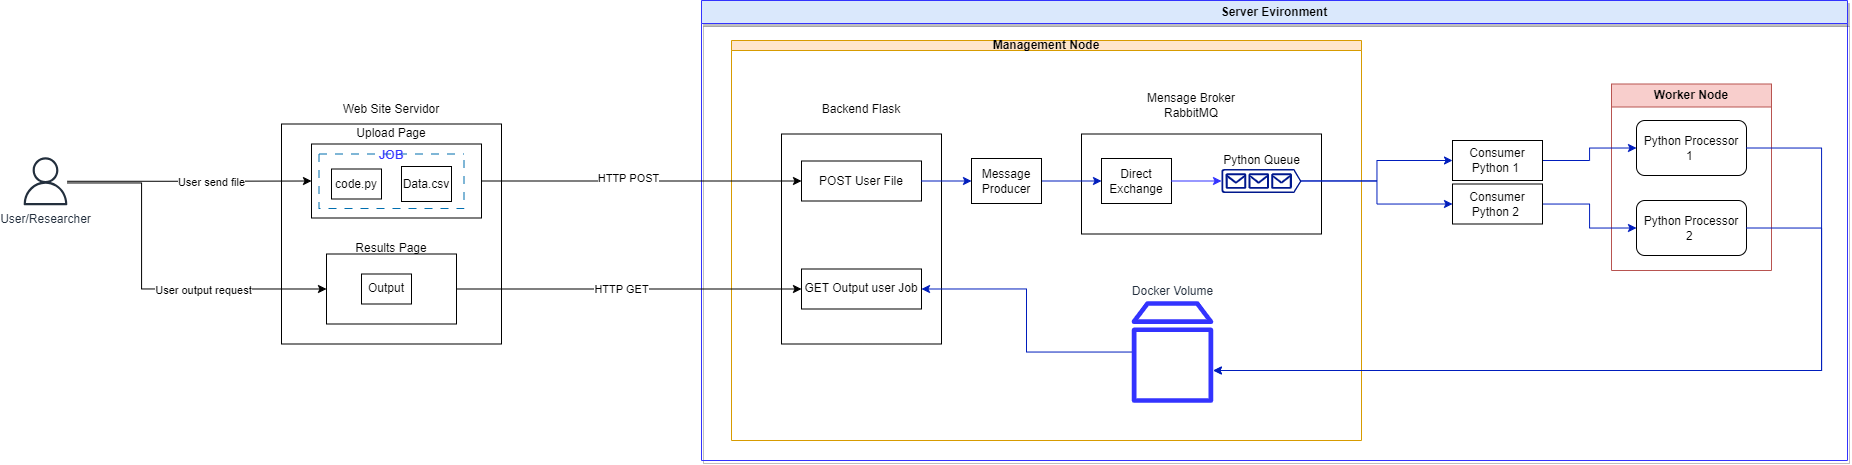 Server Evironment
Management Node
Web Site Servidor
Upload Page
JOB
code.py
Data.csv
User/Researcher
User send file
User output request
Results Page
Output
HTTP POST
HTTP GET
Backend Flask
POST User File
GET Output user Job
Message
Producer
Mensage Broker
RabbitMQ
Direct
Exchange
Python Queue
Docker Volume
Consumer
Python 1
Consumer
Python 2
Worker Node
Python Processor
1
Python Processor
2